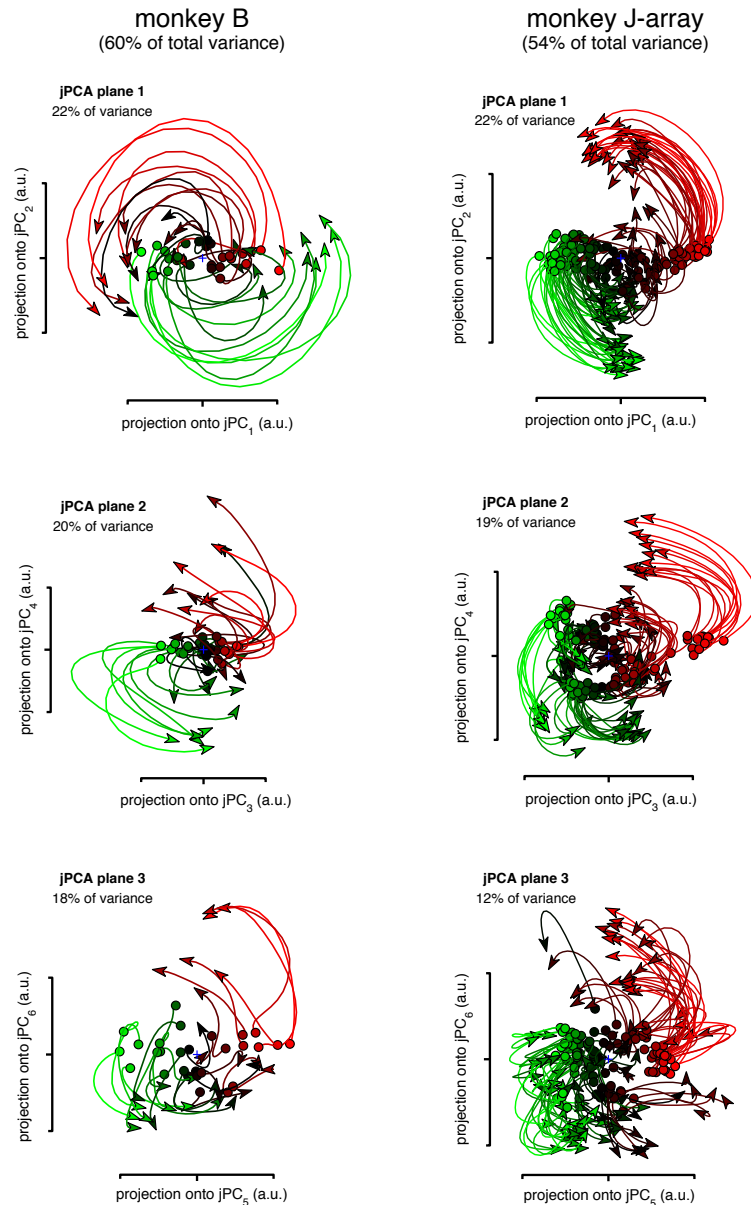 monkey B
(60% of total variance)
jPCA plane 1
22% of variance
projection onto jPC2 (a.u.)
projection onto jPC1 (a.u.)
jPCA plane 2
20% of variance
projection onto jPC4 (a.u.)
projection onto jPC3 (a.u.)
jPCA plane 3
18% of variance
projection onto jPC6 (a.u.)
projection onto jPC5 (a.u.)
monkey J-array
(54% of total variance)
jPCA plane 1
22% of variance
projection onto jPC2 (a.u.)
projection onto jPC1 (a.u.)
jPCA plane 2
19% of variance
projection onto jPC4 (a.u.)
projection onto jPC3 (a.u.)
jPCA plane 3
12% of variance
projection onto jPC6 (a.u.)
projection onto jPC5 (a.u.)